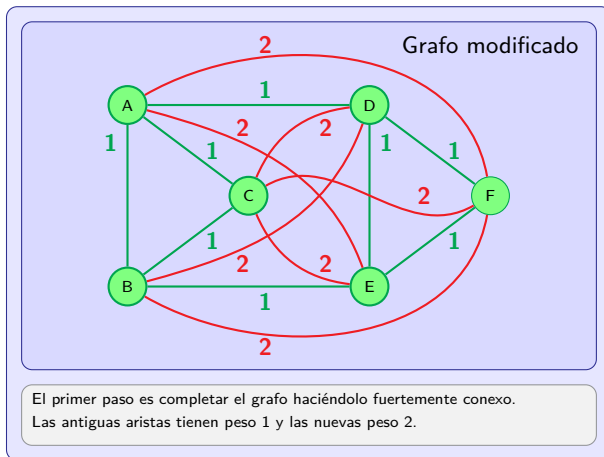 Grafo modificado
2
A
1
D
1
2
2
1
1
1
C
2
F
1
2
2
1
B
1
E
2
El primer paso es completar el grafo haciéndolo fuertemente conexo.
Las antiguas aristas tienen peso 1 y las nuevas peso 2.